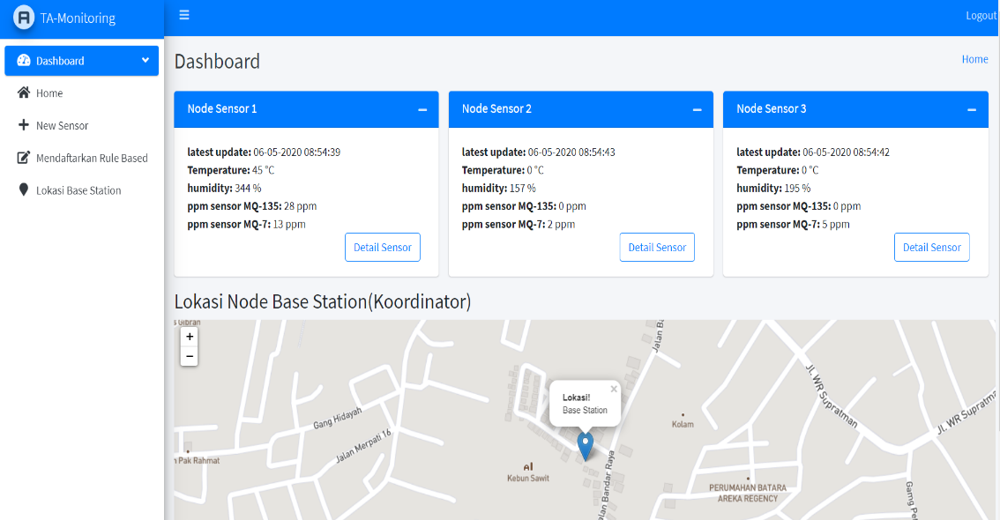 TA-Monitoring
Logout
Dashboard
Home
New Sensor
Mendaftarkan Rule Based
Lokasi Base Station
Dashboard
Home
Node Sensor 1
latest update: 06-05-2020 08:54:39
Temperature: 45 °C
humidity: 344 %
ppm sensor MQ-135: 28 ppm
ppm sensor MQ-7: 13 ppm
Detail Sensor
Node Sensor 2
latest update: 06-05-2020 08:54:43
Temperature: 0 °C
humidity: 157 %
ppm sensor MQ-135: 0 ppm
ppm sensor MQ-7: 2 ppm
Detail Sensor
Node Sensor 3
latest update: 06-05-2020 08:54:42
Temperature: 0 °C
humidity: 195 %
ppm sensor MQ-135: 0 ppm
ppm sensor MQ-7: 5 ppm
Detail Sensor
Lokasi Node Base Station(Koordinator)
s Gibran
+
−
Jalan Ba
Lokasi!
Base Station
×
Jl. WR Supratman
Jl. WR Supratma
Gang Hidayah
Jalan Merpati 16
Kolam
n Pak Rahmat
Kebun Sawit
Jalan Bandar Raya
PERUMAHAN BATARA
AREKA REGENCY
Gamg Pe